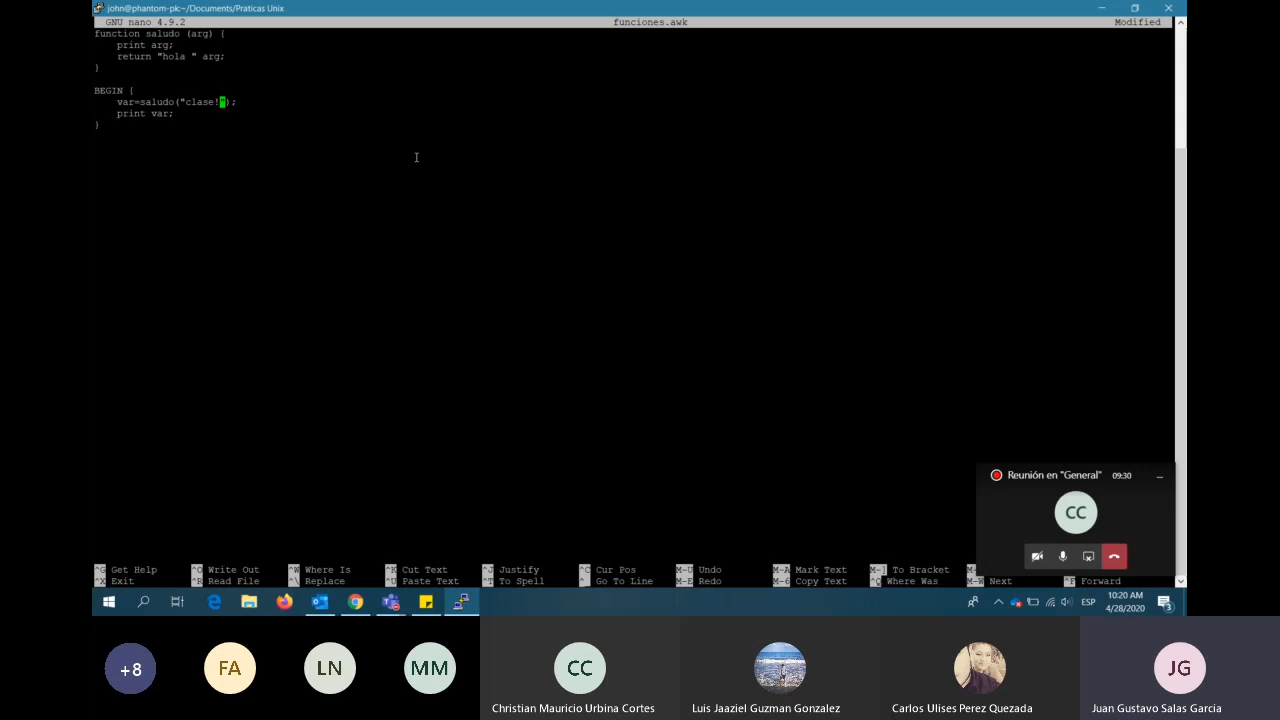 john@phantom-pk:~/Documents/Praticas Unix
GNU nano 4.9.2 funciones.awk Modified
function saludo (arg) {
print arg;
return "hola " arg;
}
BEGIN {
var=saludo("clase!");
print var;
}
Reunión en "General" 09:30
CC
^G Get Help ^O Write Out ^W Where Is ^K Cut Text ^J Justify ^C Cur Pos M-U Undo M-A Mark Text M-] To Bracket
^X Exit ^R Read File ^\ Replace ^U Paste Text ^T To Spell ^_ Go To Line M-E Redo M-6 Copy Text ^Q Where Was M-W Next ^F Forward
ESP
10:20 AM
4/28/2020
3
+8 FA LN MM CC JG
Christian Mauricio Urbina Cortes Luis Jaaziel Guzman Gonzalez Carlos Ulises Perez Quezada Juan Gustavo Salas Garcia